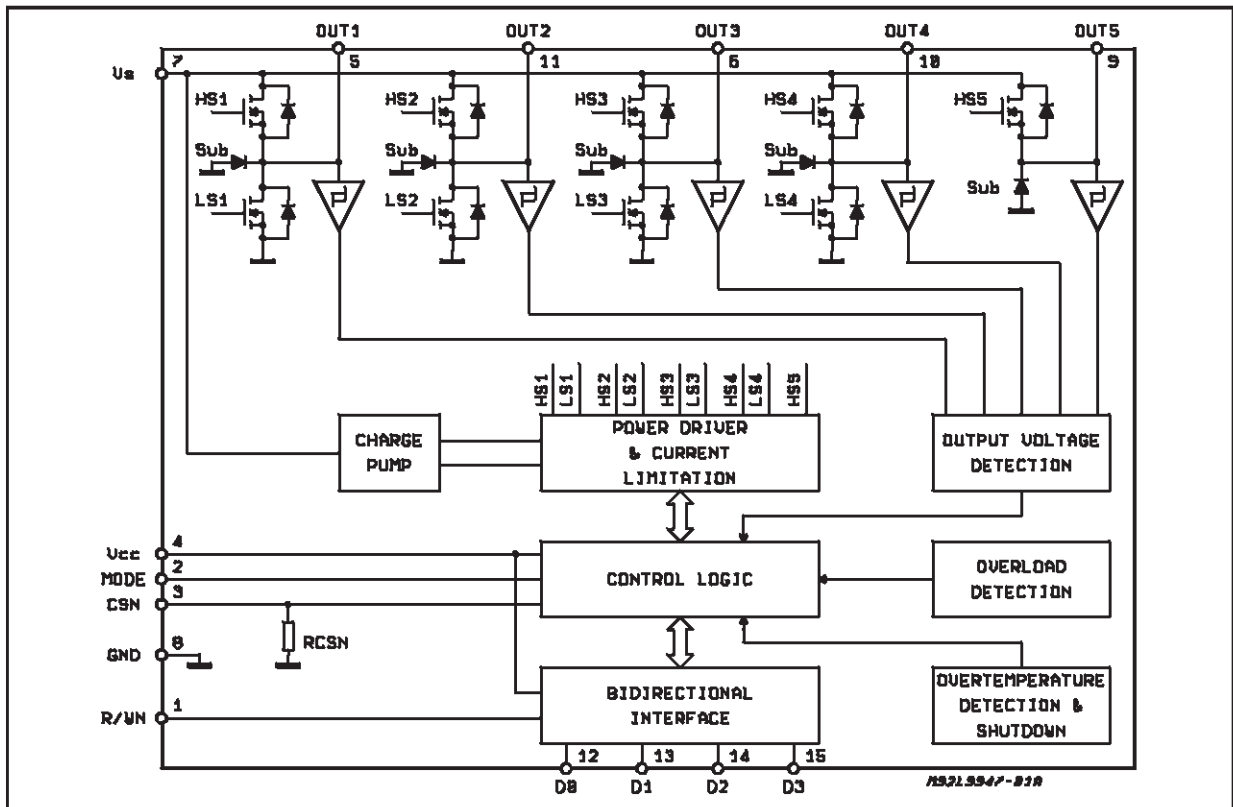 OUT1 OUT2 OUT3 OUT4 OUT5
7 5 11 6 10 9
Vs
HS1 HS2 HS3 HS4 HS5
Sub Sub Sub Sub
Sub
LS1 LS2 LS3 LS4
HS1 LS1 HS2 LS2 HS3 LS3 HS4 LS4 HS5
CHARGE
PUMP
POWER DRIVER
& CURRENT
LIMITATION
OUTPUT VOLTAGE
DETECTION
Vcc 4
MODE 2
CSN 3
CONTROL LOGIC
OVERLOAD
DETECTION
RCSN
GND 8
R/WN 1
BIDIRECTIONAL
INTERFACE
OVERTEMPERATURE
DETECTION &
SHUTDOWN
12 13 14 15
D0 D1 D2 D3
M92L9947-01A